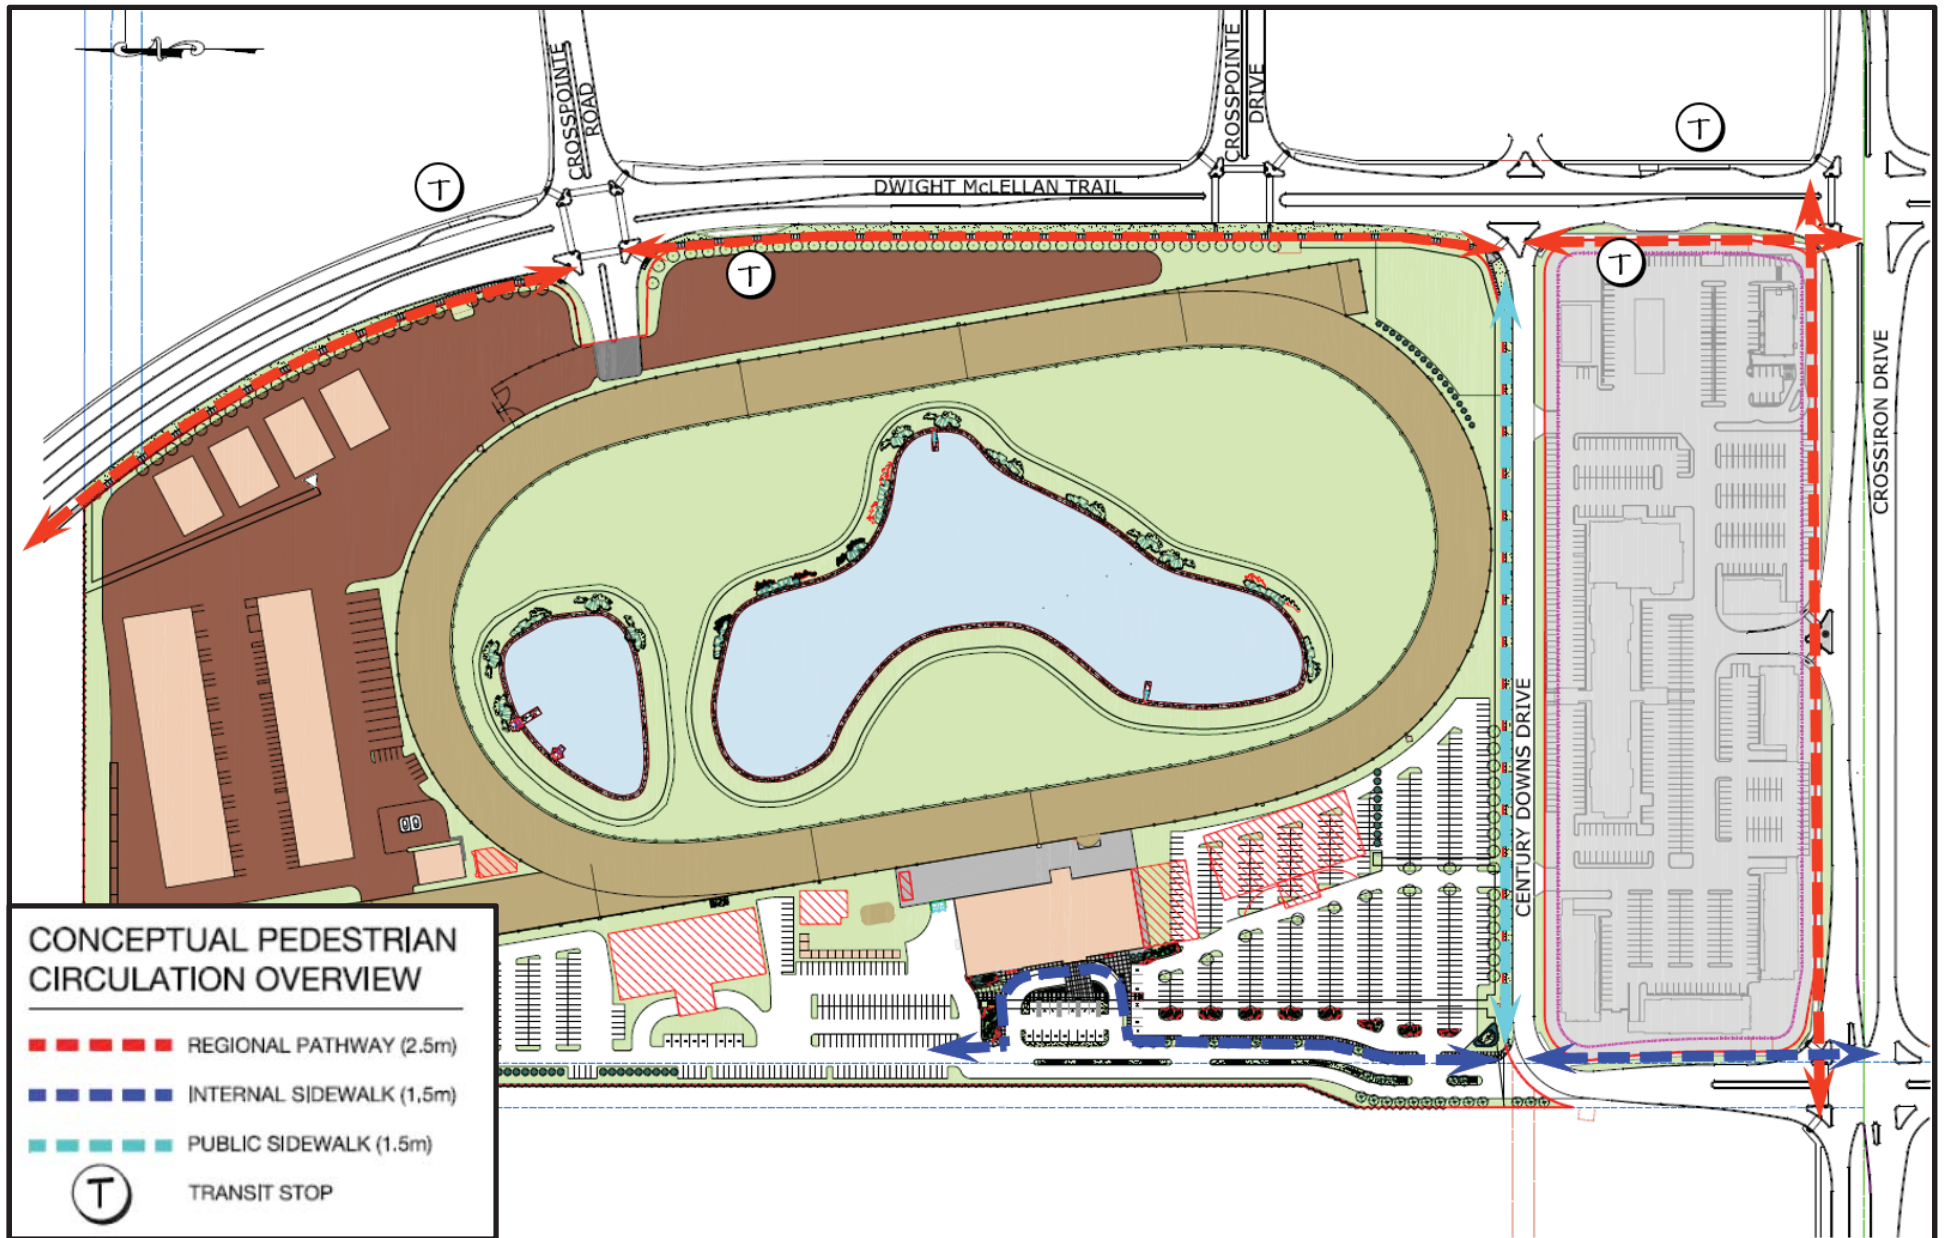 CROSSPOINTE
ROAD
CROSSPOINTE
DRIVE
T
T
DWIGHT McLELLAN TRAIL
T
T
CROSSIRON DRIVE
CENTURY DOWNS DRIVE
CONCEPTUAL PEDESTRIAN
CIRCULATION OVERVIEW
REGIONAL PATHWAY (2.5m)
INTERNAL SIDEWALK (1.5m)
PUBLIC SIDEWALK (1.5m)
T TRANSIT STOP